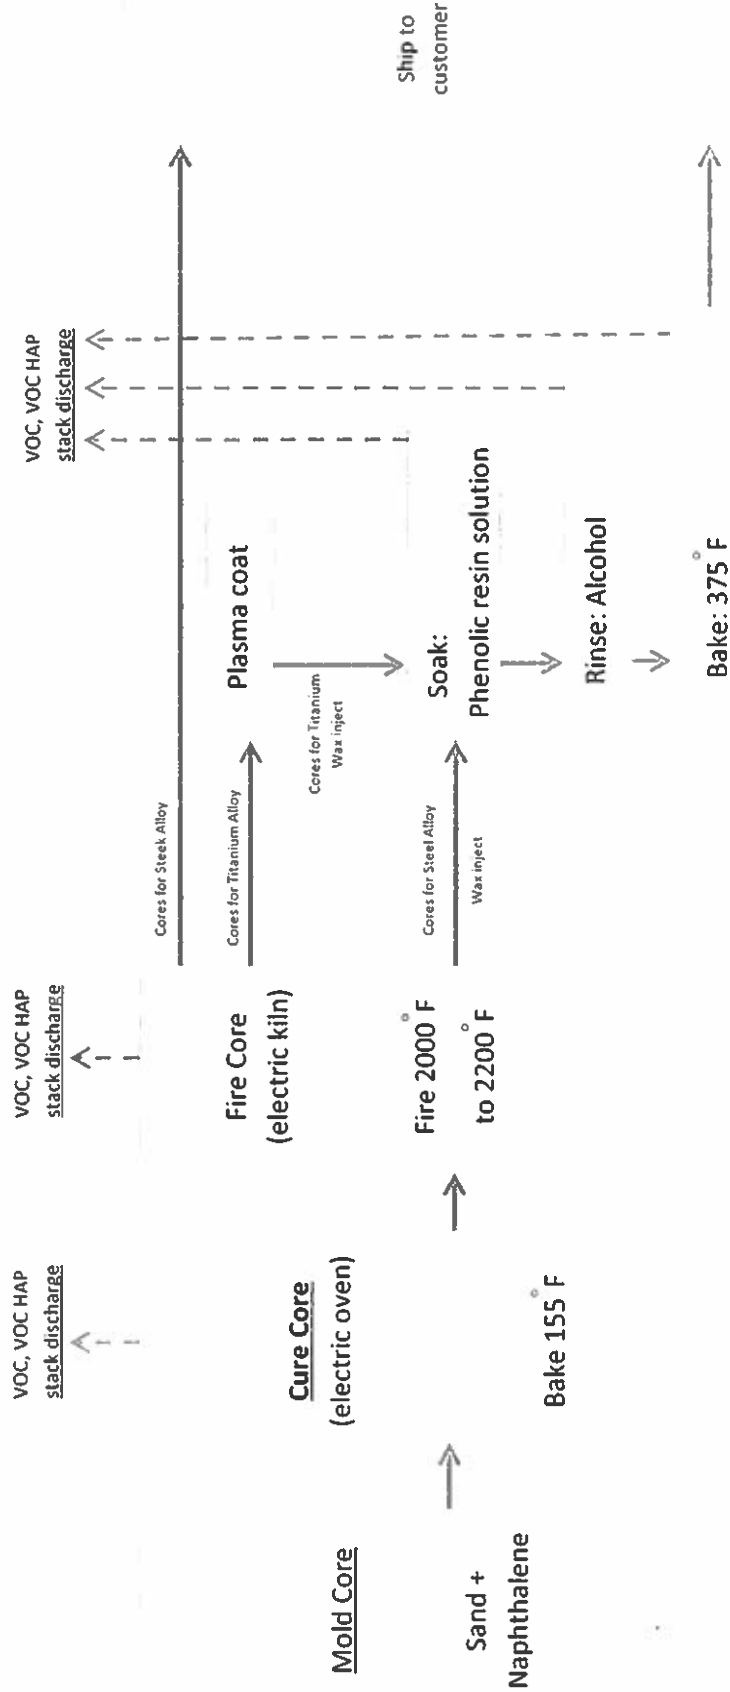 Mold Core
Sand +
Naphthalene
VOC, VOC HAP
stack discharge
Cure Core
(electric oven)
Bake 155° F
VOC, VOC HAP
stack discharge
Fire Core
(electric kiln)
Fire 2000° F
to 2200° F
Cores for Steek Alloy
Cores for Titanium Alloy
Cores for Steel Alloy
Wax inject
Plasma coat
Cores for Titanium
Wax inject
Soak:
Phenolic resin solution
Rinse: Alcohol
Bake: 375° F
VOC, VOC HAP
stack discharge
Ship to
customer